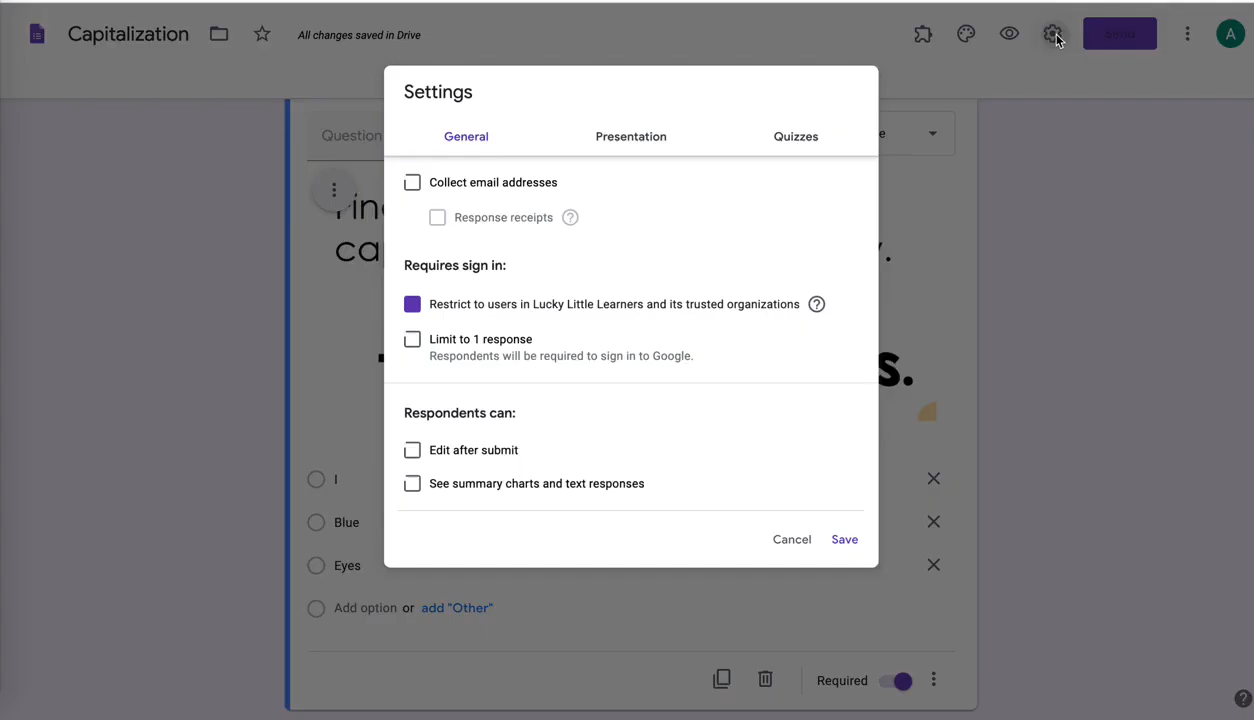 Capitalization
All changes saved in Drive
Send
A
Settings
General
Presentation
Quizzes
Question
Collect email addresses
Response receipts
Requires sign in:
Restrict to users in Lucky Little Learners and its trusted organizations
Limit to 1 response
Respondents will be required to sign in to Google.
s.
Respondents can:
Edit after submit
See summary charts and text responses
I
Blue
Cancel
Save
Eyes
Add option or add "Other"
Required